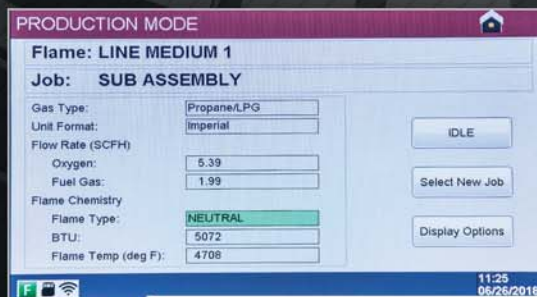 PRODUCTION MODE
Flame: LINE MEDIUM 1
Job: SUB ASSEMBLY
Gas Type: Propane/LPG
Unit Format: Imperial
Flow Rate (SCFH)
Oxygen: 5.39
Fuel Gas: 1.99
Flame Chemistry
Flame Type: NEUTRAL
BTU: 5072
Flame Temp (deg F): 4708
IDLE
Select New Job
Display Options
F
11:25
06/26/2018